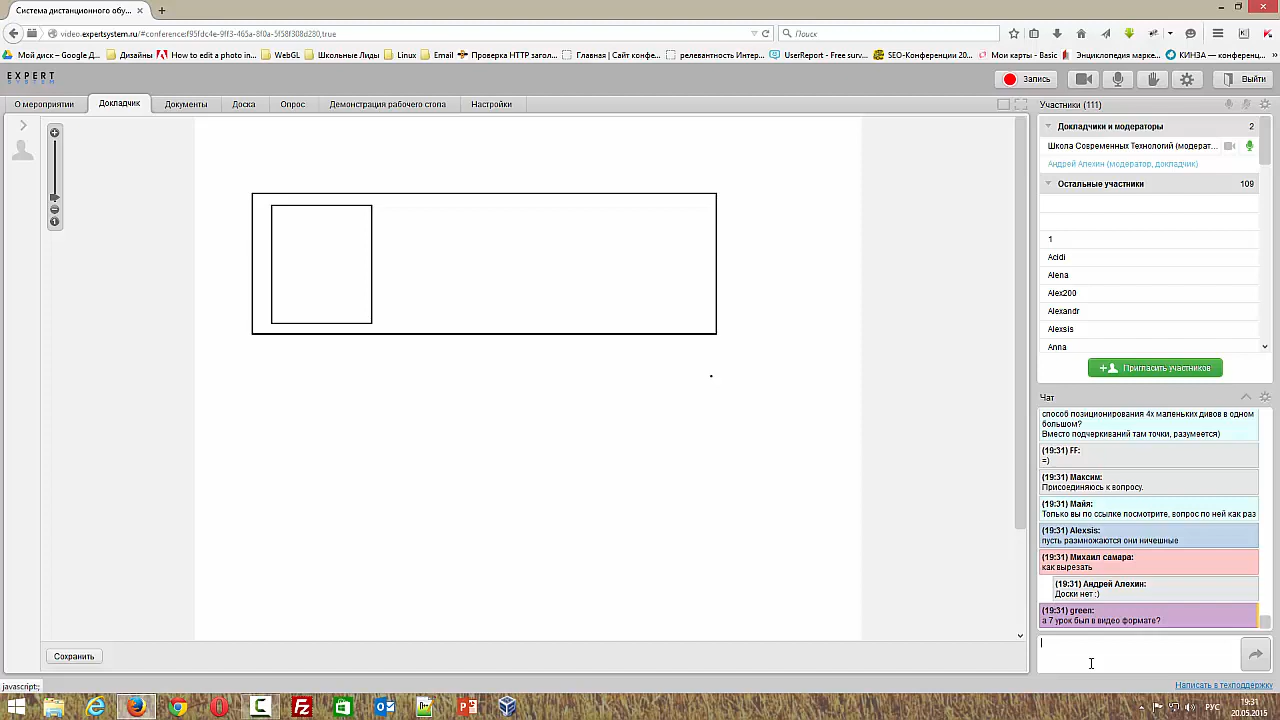 Система дистанционного обу...
video.expertsystem.ru/#conference:f95fdc4e-9ff3-465a-8f0a-5f58f308d280,true
Поиск
Мой диск — Google Д...
Дизайны
How to edit a photo in...
WebGL
Школьные Лиды
Linux
Email
Проверка HTTP загол...
Главная | Сайт конфе...
релевантность Интер...
UserReport - Free surv...
SEO-Конференции 20...
Мои карты - Basic
Энциклопедия марке...
КИНЗА — конференц...
EXPERT
SYSTEM
Запись
Выйти
О мероприятии
Докладчик
Документы
Доска
Опрос
Демонстрация рабочего стола
Настройки
Участники (111)
Докладчики и модераторы 2
Школа Современных Технологий (модерат...
Андрей Алехин (модератор, докладчик)
Остальные участники 109
1
Acidi
Alena
Alex200
Alexandr
Alexsis
Anna
Пригласить участников
Чат
способ позиционирования 4х маленьких дивов в одном
большом?
Вместо подчеркиваний там точки, разумеется)
(19:31) FF:
=)
(19:31) Максим:
Присоединяюсь к вопросу.
(19:31) Майя:
Только вы по ссылке посмотрите, вопрос по ней как раз
(19:31) Alexsis:
пусть размножаются они ничешные
(19:31) Михаил самара:
как вырезать
(19:31) Андрей Алехин:
Доски нет :)
(19:31) green:
а 7 урок был в видео формате?
Сохранить
javascript:;
Написать в техподдержку
РУС
19:31
20.05.2015